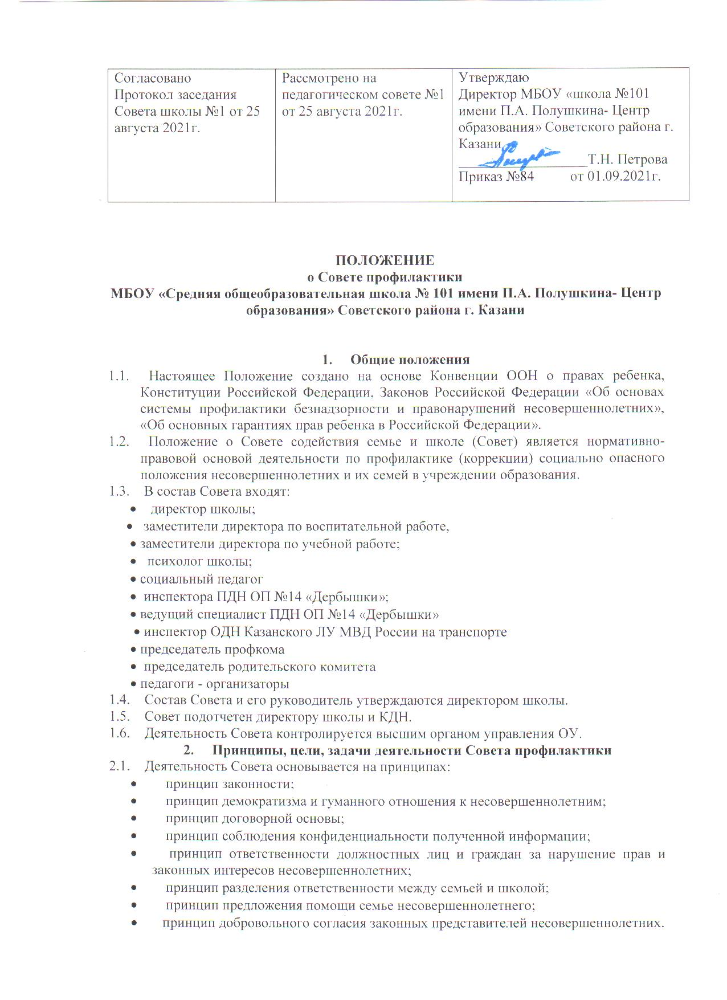 Согласовано
Протокол заседания
Совета школы №1 от 25
августа 2021г.
Рассмотрено на
педагогическом совете №1
от 25 августа 2021г.
Утверждаю
Директор МБОУ «школа №101
имени П.А. Полушкина- Центр
образования» Советского района г.
Казани
Т.Н. Петрова
Приказ №84 от 01.09.2021г.
ПОЛОЖЕНИЕ
о Совете профилактики
МБОУ «Средняя общеобразовательная школа № 101 имени П.А. Полушкина- Центр
образования» Советского района г. Казани
1. Общие положения
1.1. Настоящее Положение создано на основе Конвенции ООН о правах ребенка,
Конституции Российской Федерации, Законов Российской Федерации «Об основах
системы профилактики безнадзорности и правонарушений несовершеннолетних»,
«Об основных гарантиях прав ребенка в Российской Федерации».
1.2. Положение о Совете содействия семье и школе (Совет) является нормативно-
правовой основой деятельности по профилактике (коррекции) социально опасного
положения несовершеннолетних и их семей в учреждении образования.
1.3. В состав Совета входят:
• директор школы;
• заместители директора по воспитательной работе,
• заместители директора по учебной работе;
• психолог школы;
• социальный педагог
• инспектора ПДН ОП №14 «Дербышки»;
• ведущий специалист ПДН ОП №14 «Дербышки»
• инспектор ОДН Казанского ЛУ МВД России на транспорте
• председатель профкома
• председатель родительского комитета
• педагоги - организаторы
1.4. Состав Совета и его руководитель утверждаются директором школы.
1.5. Совет подотчетен директору школы и КДН.
1.6. Деятельность Совета контролируется высшим органом управления ОУ.
2. Принципы, цели, задачи деятельности Совета профилактики
2.1. Деятельность Совета основывается на принципах:
• принцип законности;
• принцип демократизма и гуманного отношения к несовершеннолетним;
• принцип договорной основы;
• принцип соблюдения конфиденциальности полученной информации;
• принцип ответственности должностных лиц и граждан за нарушение прав и
законных интересов несовершеннолетних;
• принцип разделения ответственности между семьей и школой;
• принцип предложения помощи семье несовершеннолетнего;
• принцип добровольного согласия законных представителей несовершеннолетних.